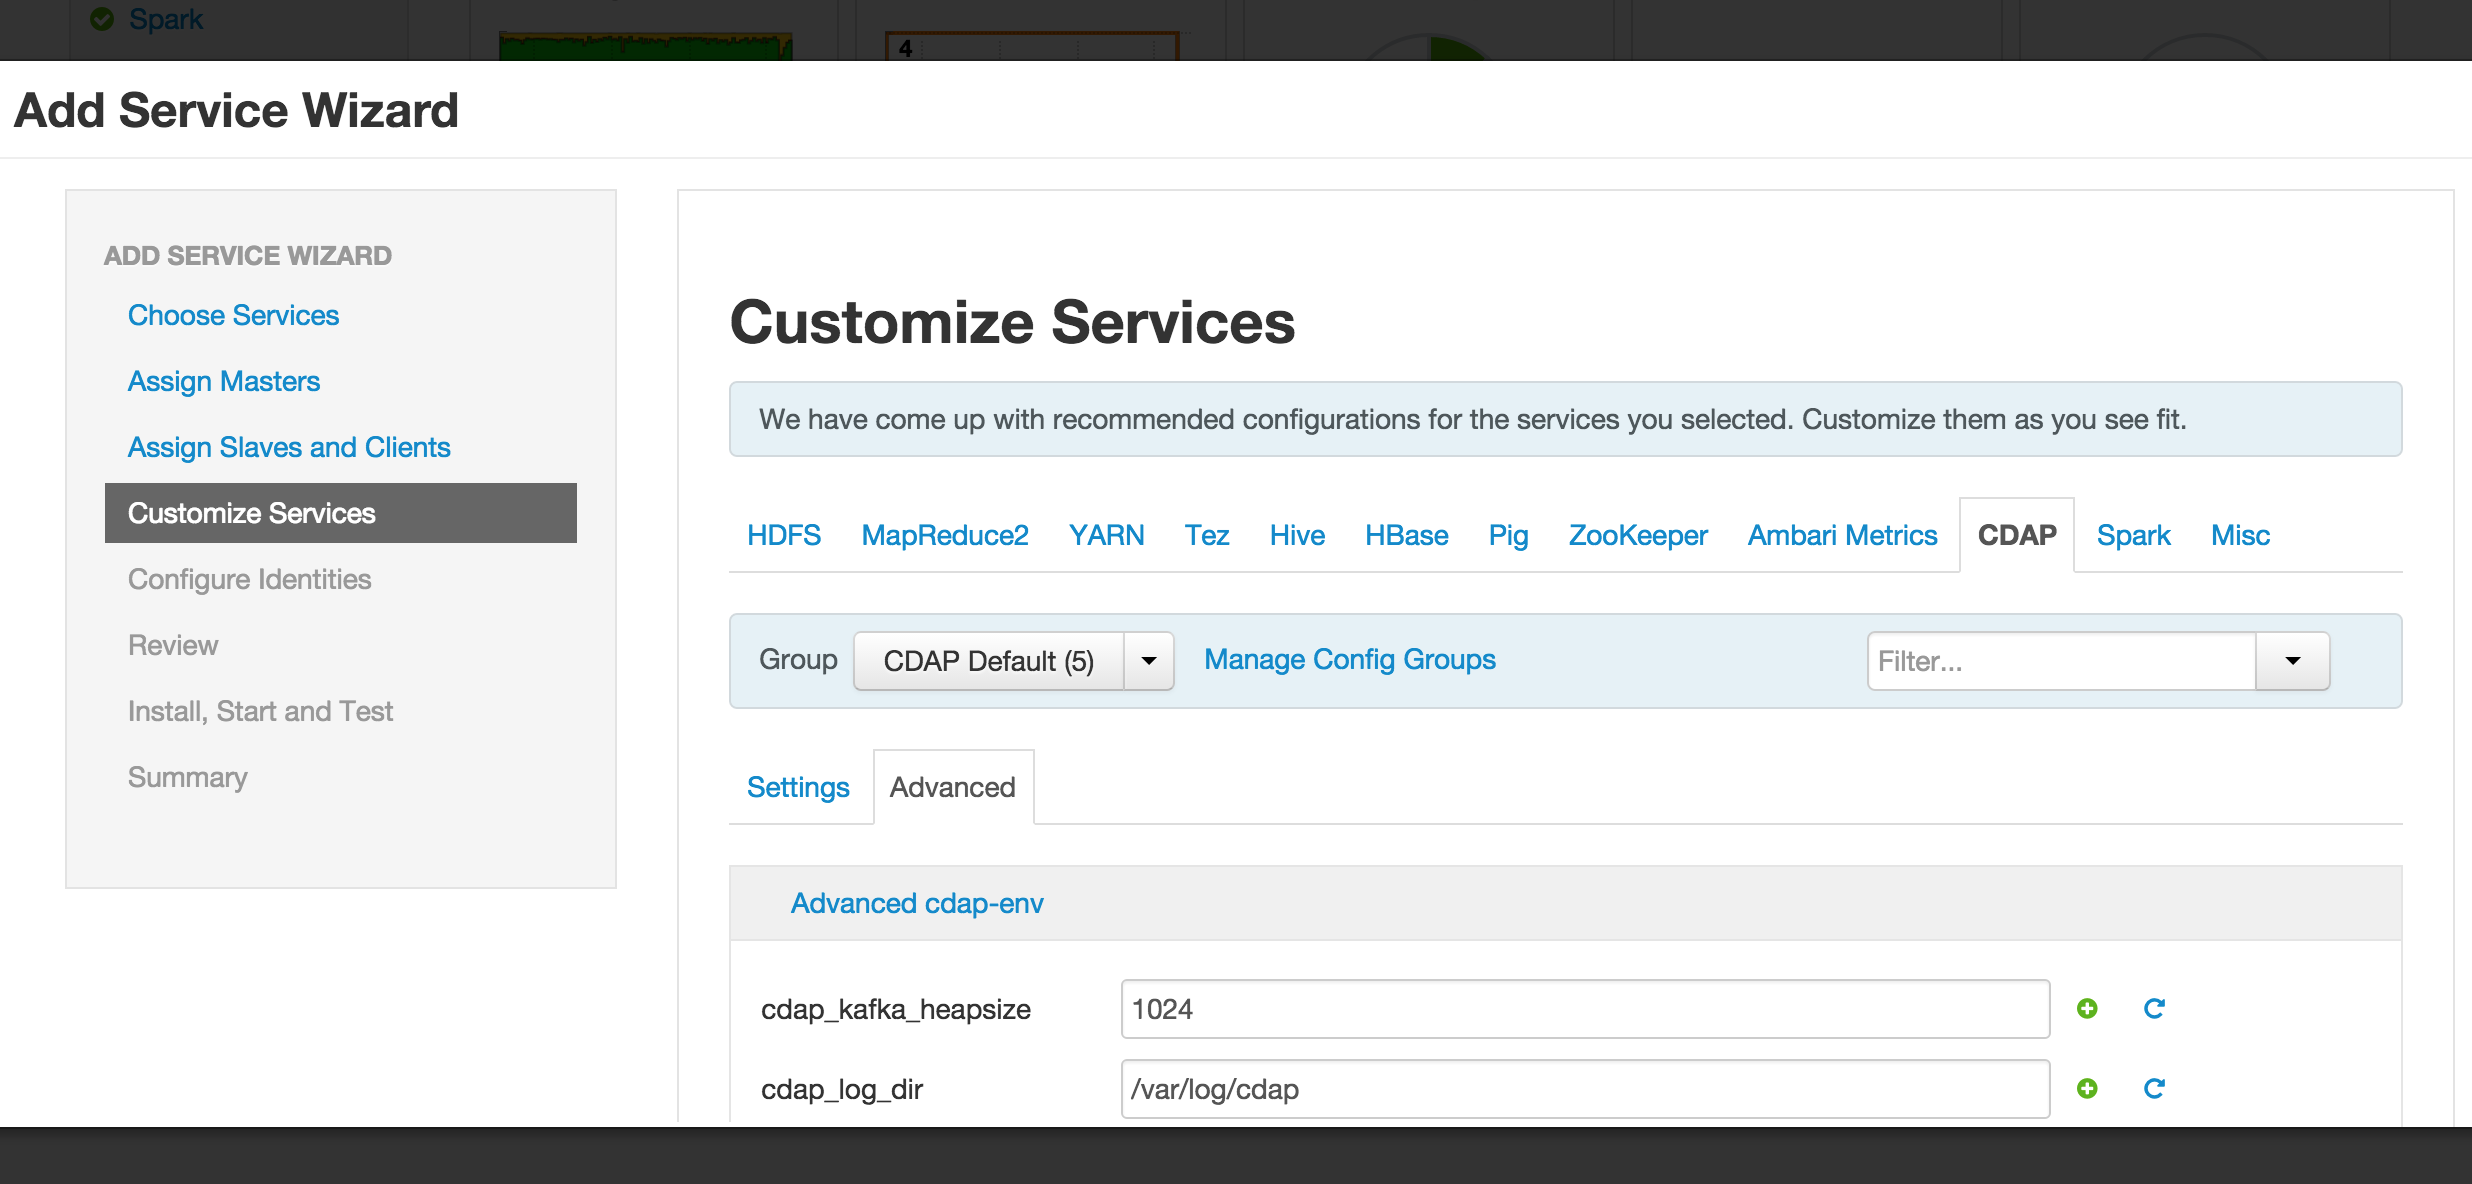 Spark
4
Add Service Wizard
ADD SERVICE WIZARD
Choose Services
Assign Masters
Assign Slaves and Clients
Customize Services
Configure Identities
Review
Install, Start and Test
Summary
Customize Services
We have come up with recommended configurations for the services you selected. Customize them as you see fit.
HDFS MapReduce2 YARN Tez Hive HBase Pig ZooKeeper Ambari Metrics CDAP Spark Misc
Group CDAP Default (5) Manage Config Groups Filter...
Settings Advanced
Advanced cdap-env
cdap_kafka_heapsize 1024
cdap_log_dir /var/log/cdap